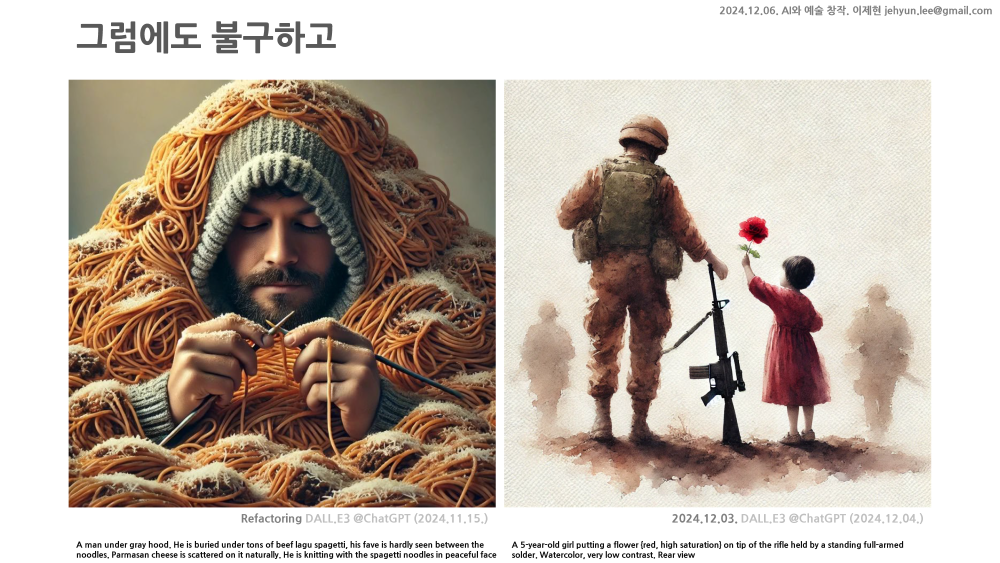 2024.12.06. AI와 예술 창작. 이제현 jehyun.lee@gmail.com
그럼에도 불구하고
Refactoring DALL.E3 @ChatGPT (2024.11.15.)
A man under gray hood. He is buried under tons of beef lagu spagetti, his fave is hardly seen between the
noodles. Parmasan cheese is scattered on it naturally. He is knitting with the spagetti noodles in peaceful face
2024.12.03. DALL.E3 @ChatGPT (2024.12.04.)
A 5-year-old girl putting a flower (red, high saturation) on tip of the rifle held by a standing full-armed
solder. Watercolor, very low contrast. Rear view